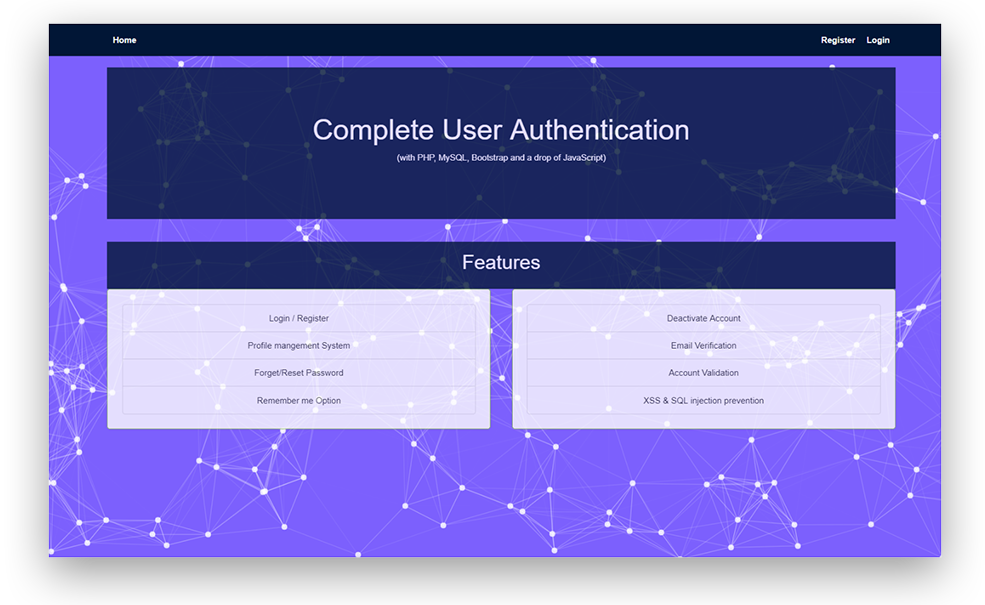 Home
Register
Login
Complete User Authentication
(with PHP, MySQL, Bootstrap and a drop of JavaScript)
Features
Login / Register
Profile mangement System
Forget/Reset Password
Remember me Option
Deactivate Account
Email Verification
Account Validation
XSS & SQL injection prevention